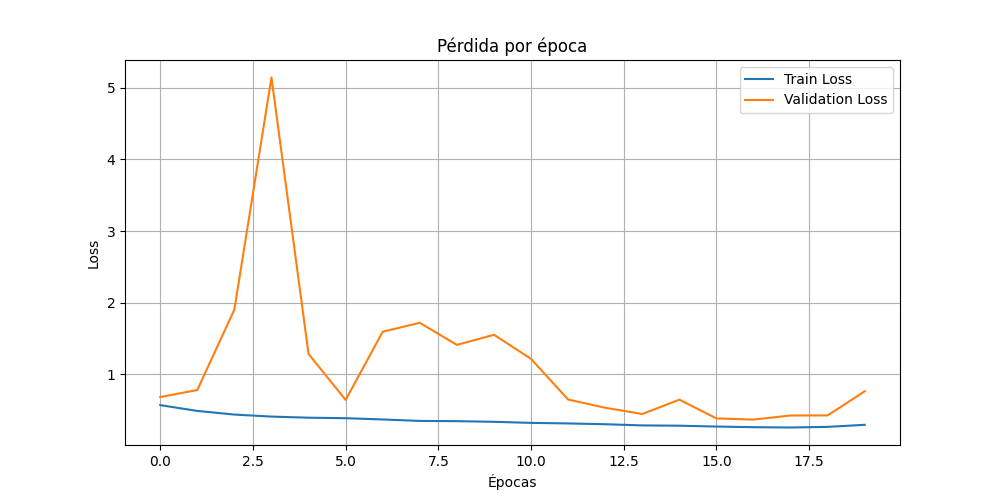 Pérdida por época
Train Loss
Validation Loss
5
4
3
2
1
Loss
0.0 2.5 5.0 7.5 10.0 12.5 15.0 17.5
Épocas